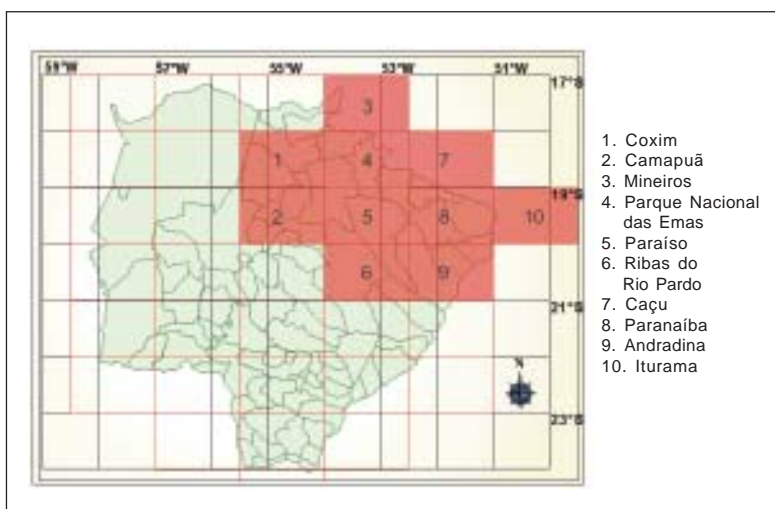 59°W 57°W 55°W 53°W 51°W
17°S
3
1 4 7
19°S
2 5 8 10
6 9
21°S
N
23°S
1. Coxim
2. Camapuã
3. Mineiros
4. Parque Nacional
das Emas
5. Paraíso
6. Ribas do
Rio Pardo
7. Caçu
8. Paranaíba
9. Andradina
10. Iturama